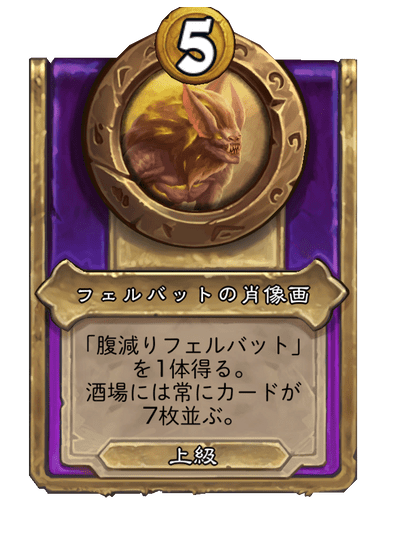 5
フェルバットの肖像画
「腹減りフェルバット」
を1体得る。
酒場には常にカードが
7枚並ぶ。
上級